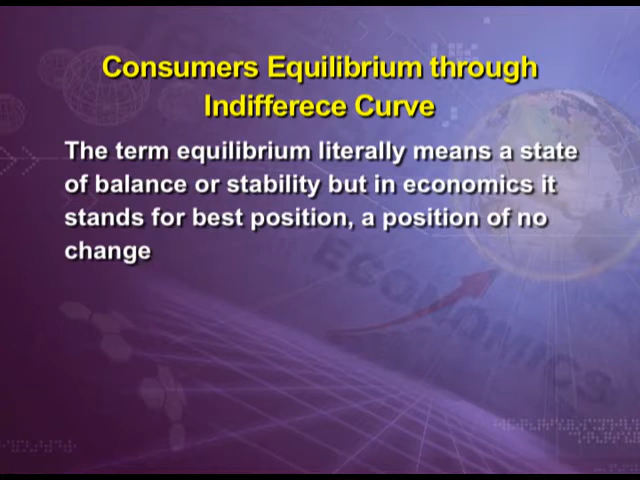 Consumers Equilibrium through
Indifferece Curve
The term equilibrium literally means a state
of balance or stability but in economics it
stands for best position, a position of no
change
ECONOMICS